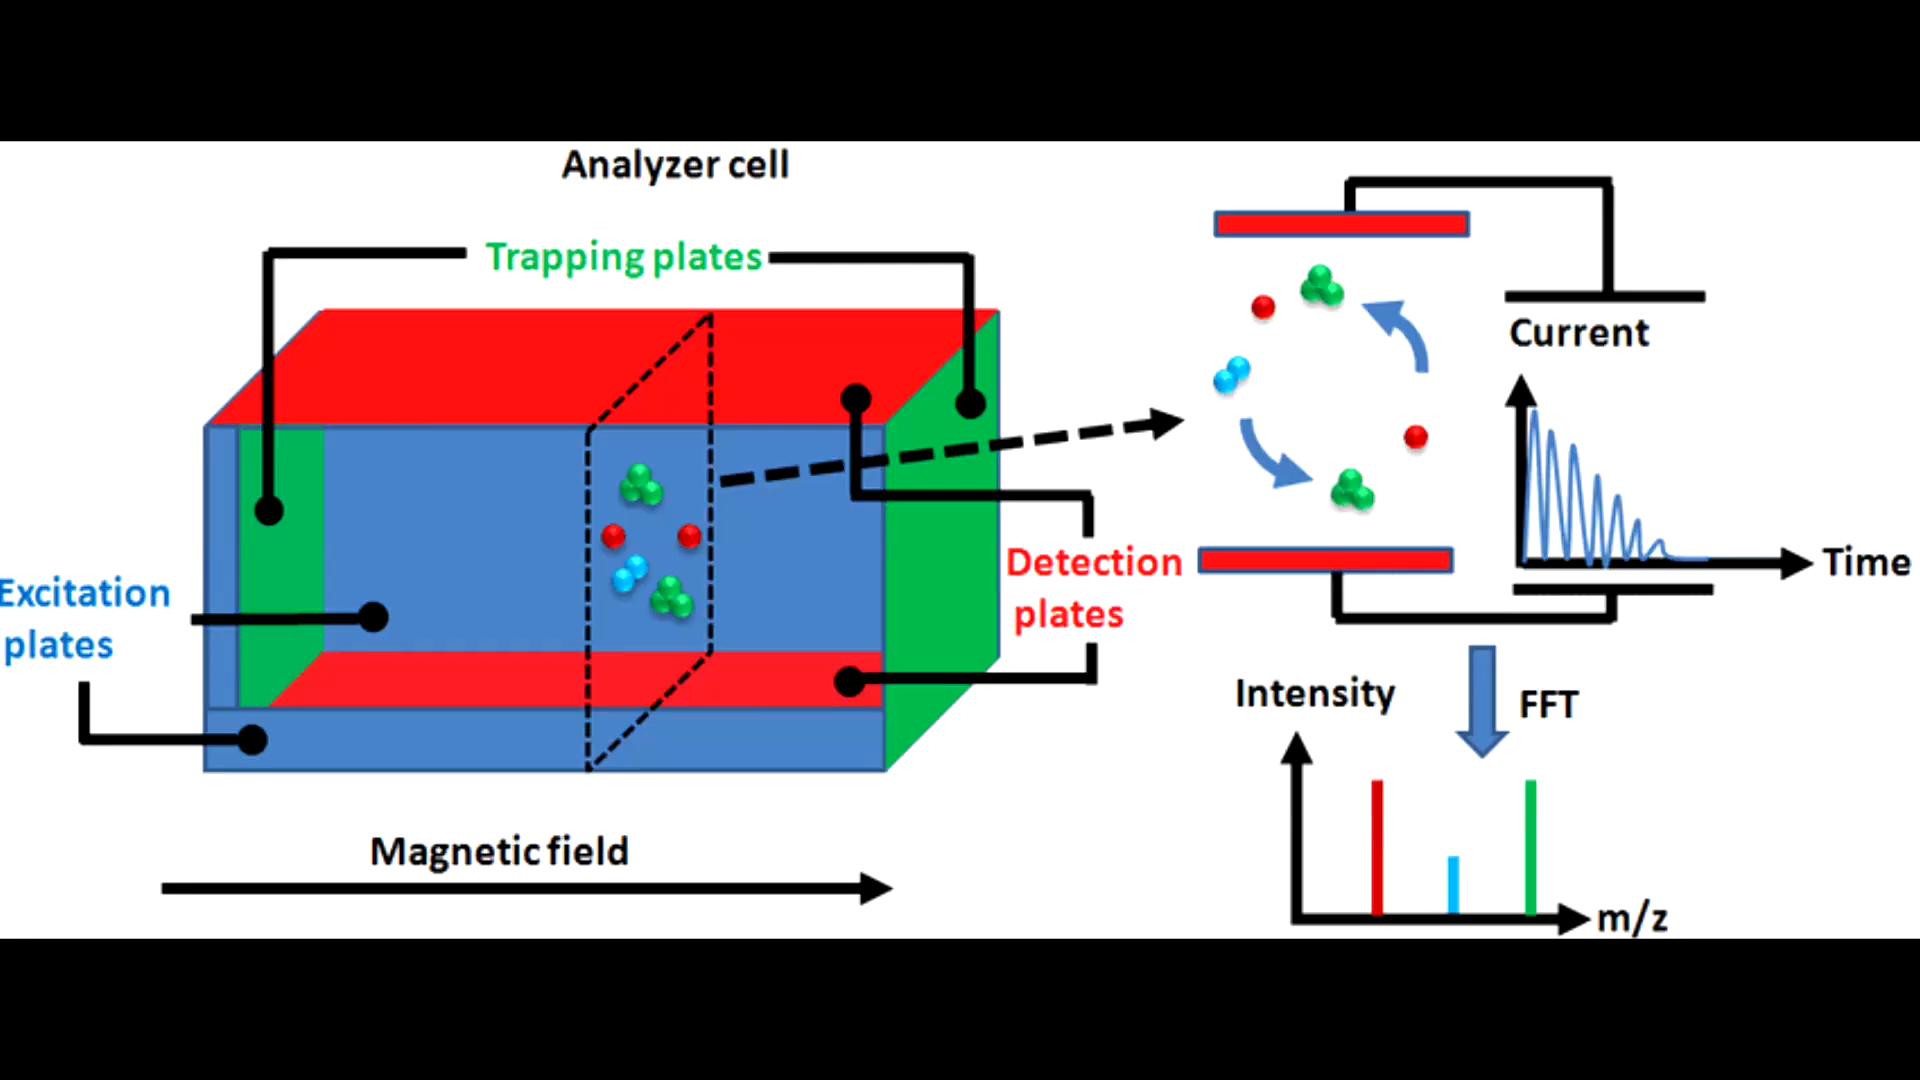 Analyzer cell
Trapping plates
Current
Excitation
plates
Detection
plates
Time
Intensity
FFT
Magnetic field
m/z